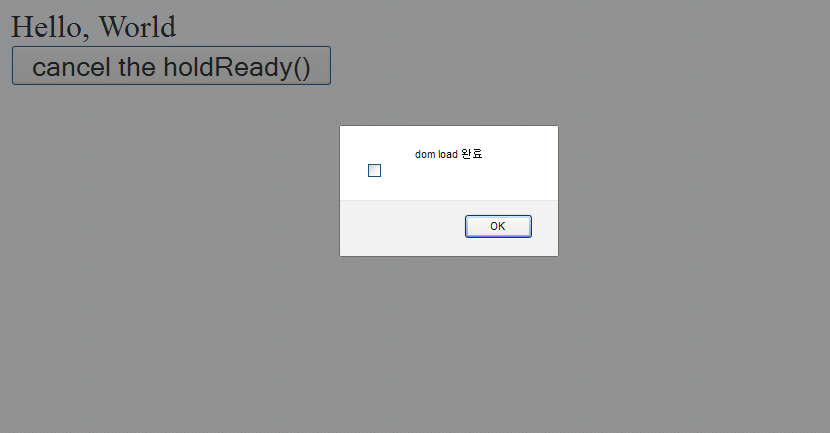 Hello, World
cancel the holdReady()
dom load 완료
OK